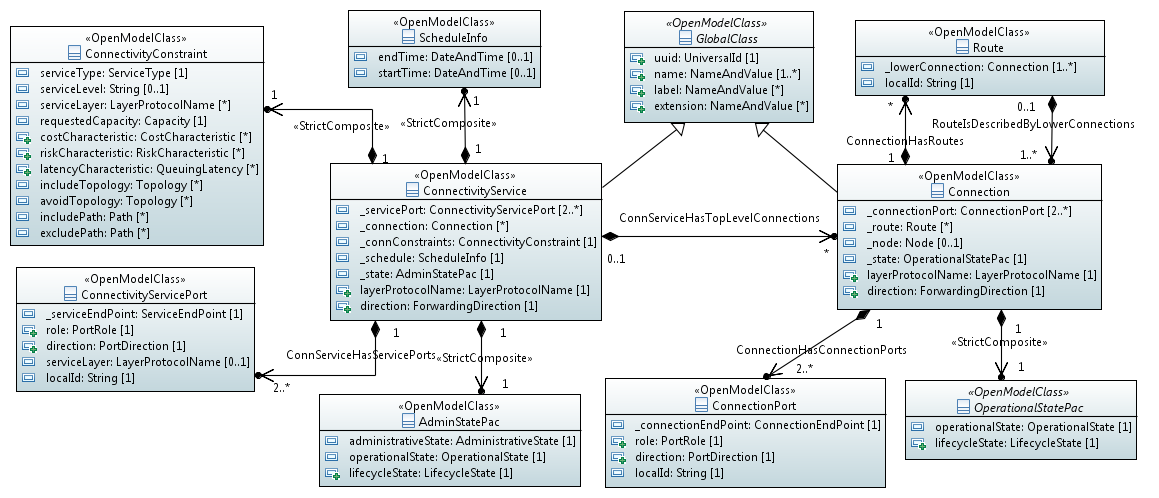 «OpenModelClass»
ConnectivityConstraint
serviceType: ServiceType [1]
serviceLevel: String [0..1]
serviceLayer: LayerProtocolName [*]
requestedCapacity: Capacity [1]
costCharacteristic: CostCharacteristic [*]
riskCharacteristic: RiskCharacteristic [*]
latencyCharacteristic: QueuingLatency [*]
includeTopology: Topology [*]
avoidTopology: Topology [*]
includePath: Path [*]
excludePath: Path [*]
«OpenModelClass»
ScheduleInfo
endTime: DateAndTime [0..1]
startTime: DateAndTime [0..1]
«OpenModelClass»
GlobalClass
uuid: UniversalId [1]
name: NameAndValue [1..*]
label: NameAndValue [*]
extension: NameAndValue [*]
«OpenModelClass»
Route
_lowerConnection: Connection [1..*]
localId: String [1]
1
«StrictComposite»
1
1
«StrictComposite»
1
*
ConnectionHasRoutes
1
0..1
RouteIsDescribedByLowerConnections
1..*
«OpenModelClass»
ConnectivityService
_servicePort: ConnectivityServicePort [2..*]
_connection: Connection [*]
_connConstraints: ConnectivityConstraint [1]
_schedule: ScheduleInfo [1]
_state: AdminStatePac [1]
layerProtocolName: LayerProtocolName [1]
direction: ForwardingDirection [1]
ConnServiceHasTopLevelConnections
0..1
*
«OpenModelClass»
Connection
_connectionPort: ConnectionPort [2..*]
_route: Route [*]
_node: Node [0..1]
_state: OperationalStatePac [1]
layerProtocolName: LayerProtocolName [1]
direction: ForwardingDirection [1]
«OpenModelClass»
ConnectivityServicePort
_serviceEndPoint: ServiceEndPoint [1]
role: PortRole [1]
direction: PortDirection [1]
serviceLayer: LayerProtocolName [0..1]
localId: String [1]
1
ConnServiceHasServicePorts
2..*
1
«StrictComposite»
1
1
ConnectionHasConnectionPorts
2..*
1
«StrictComposite»
1
«OpenModelClass»
AdminStatePac
administrativeState: AdministrativeState [1]
operationalState: OperationalState [1]
lifecycleState: LifecycleState [1]
«OpenModelClass»
ConnectionPort
_connectionEndPoint: ConnectionEndPoint [1]
role: PortRole [1]
direction: PortDirection [1]
localId: String [1]
«OpenModelClass»
OperationalStatePac
operationalState: OperationalState [1]
lifecycleState: LifecycleState [1]